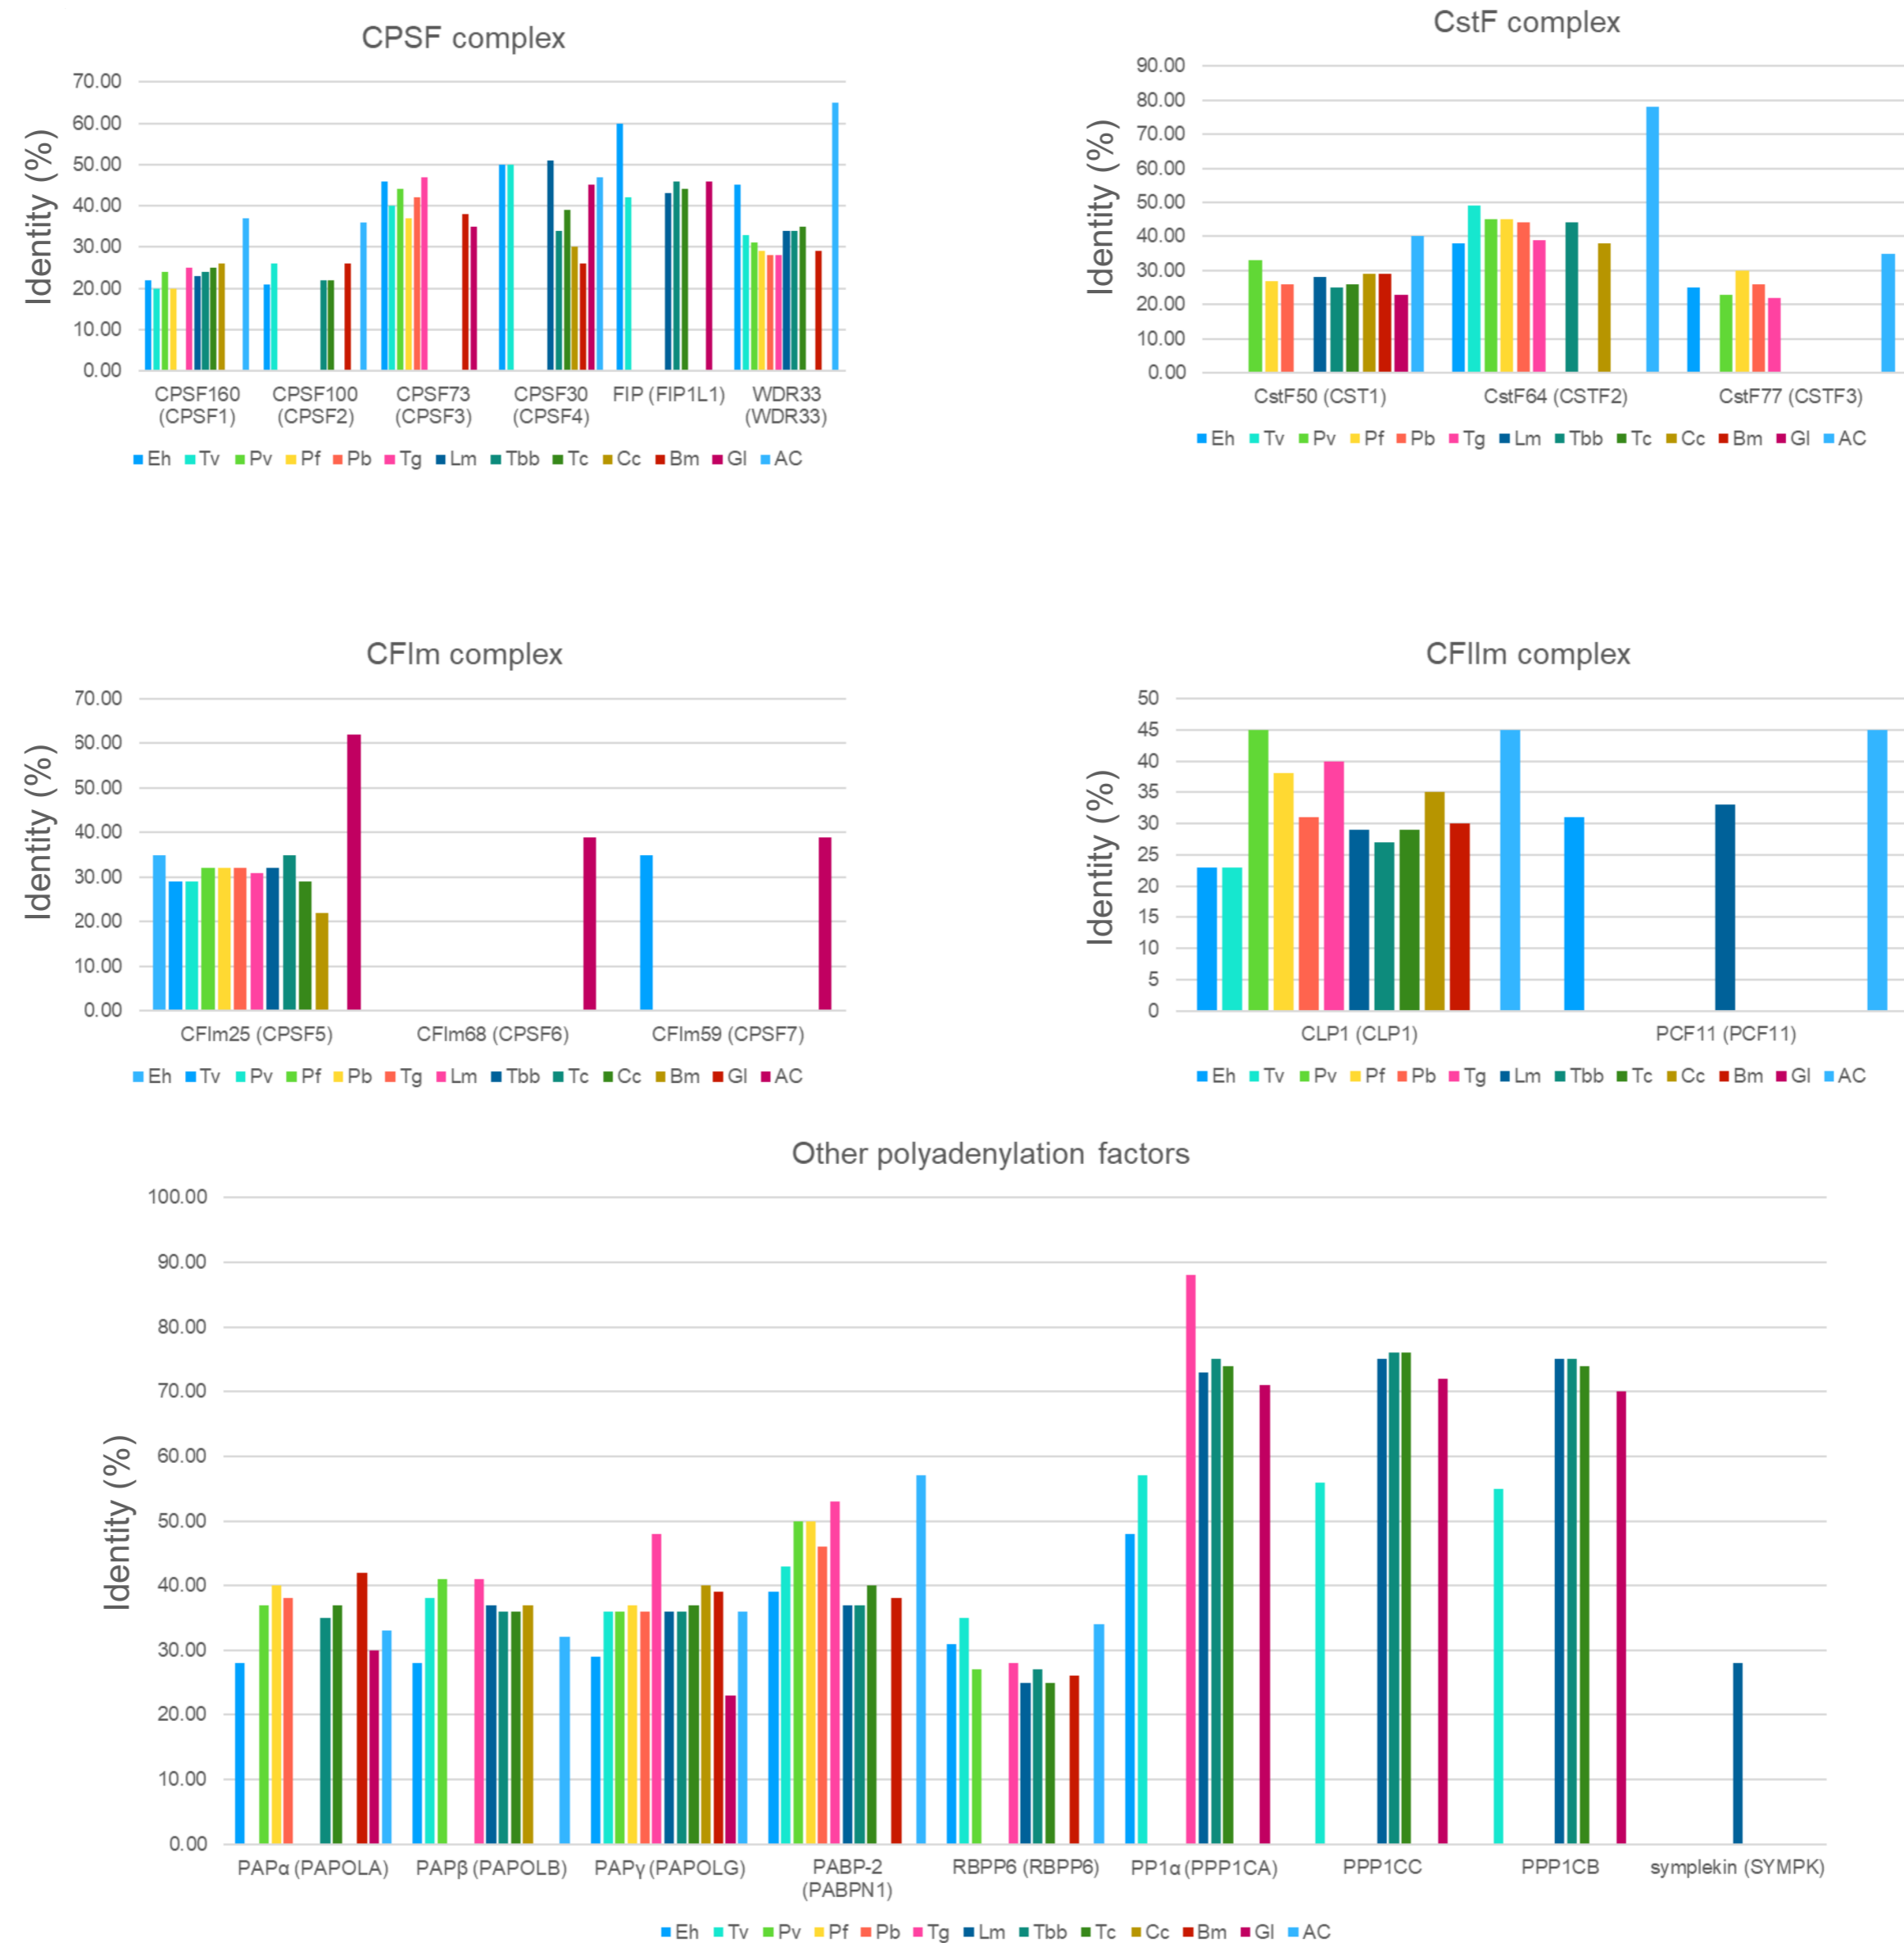 CPSF complex
Identity (%)
70.00
60.00
50.00
40.00
30.00
20.00
10.00
0.00
CPSF160 (CPSF1)
CPSF100 (CPSF2)
CPSF73 (CPSF3)
CPSF30 (CPSF4)
FIP (FIP1L1)
WDR33 (WDR33)
Eh Tv Pv Pf Pb Tg Lm Tbb Tc Cc Bm Gl AC
CstF complex
Identity (%)
90.00
80.00
70.00
60.00
50.00
40.00
30.00
20.00
10.00
0.00
CstF50 (CST1)
CstF64 (CSTF2)
CstF77 (CSTF3)
Eh Tv Pv Pf Pb Tg Lm Tbb Tc Cc Bm Gl AC
CFIm complex
Identity (%)
70.00
60.00
50.00
40.00
30.00
20.00
10.00
0.00
CFIm25 (CPSF5)
CFIm68 (CPSF6)
CFIm59 (CPSF7)
Eh Tv Pv Pf Pb Tg Lm Tbb Tc Cc Bm Gl AC
CFIIm complex
Identity (%)
50
45
40
35
30
25
20
15
10
5
0
CLP1 (CLP1)
PCF11 (PCF11)
Eh Tv Pv Pf Pb Tg Lm Tbb Tc Cc Bm Gl AC
Other polyadenylation factors
Identity (%)
100.00
90.00
80.00
70.00
60.00
50.00
40.00
30.00
20.00
10.00
0.00
PAPα (PAPOLA)
PAPβ (PAPOLB)
PAPγ (PAPOLG)
PABP-2 (PABPN1)
RBPP6 (RBPP6)
PP1α (PPP1CA)
PPP1CC
PPP1CB
symplekin (SYMPK)
Eh Tv Pv Pf Pb Tg Lm Tbb Tc Cc Bm Gl AC